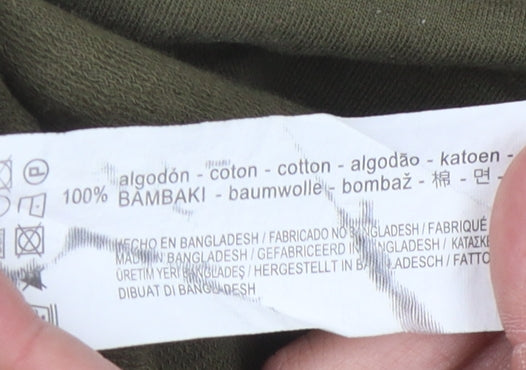 100% algodón - coton - cotton - algodão - katoen -
BAMBAKI - baumwolle - bombaž - 棉 - 면 -
HECHO EN BANGLADESH / FABRICADO NO BANGLADESH / FABRIQUÉ
MADE IN BANGLADESH / GEFABRICEERD IN BANGLADESH / ΚΑΤΑΣΚΕ
ÜRETIM YERI BANGLADEŞ / HERGESTELLT IN BANGLADESCH / FATTO
DIBUAT DI BANGLADESH